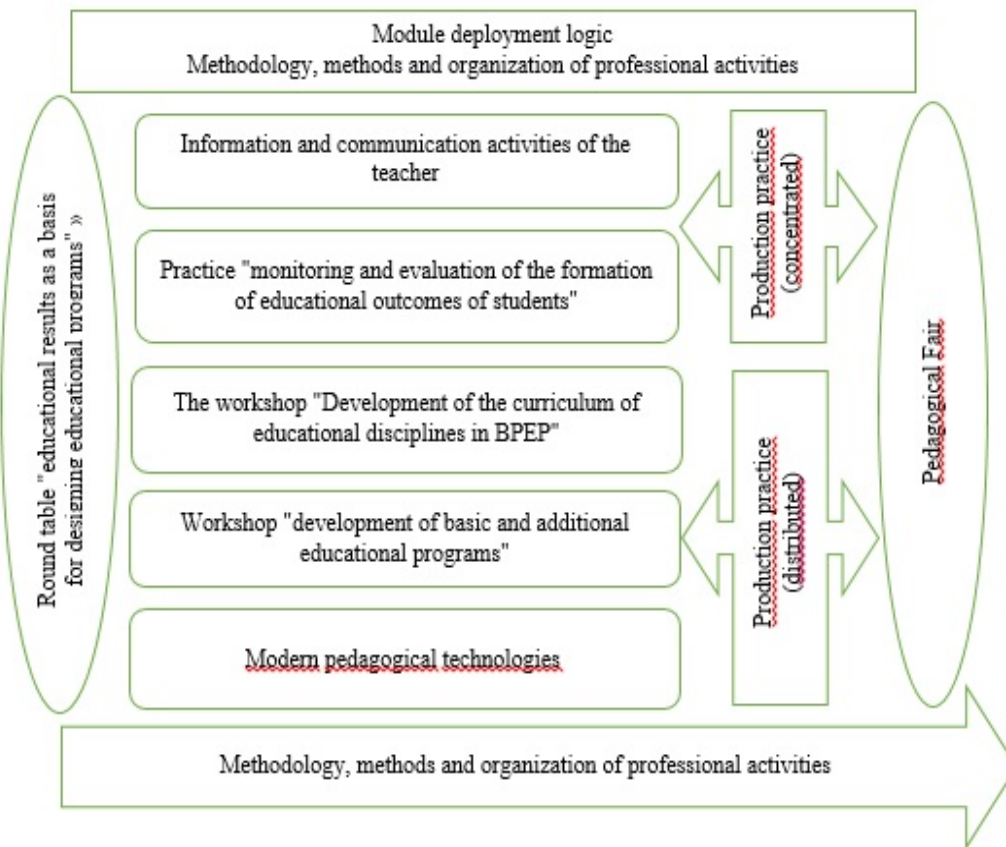 Module deployment logic
Methodology, methods and organization of professional activities
Round table "educational results as a basis
for designing educational programs" »
Information and communication activities of the
teacher
Practice "monitoring and evaluation of the formation
of educational outcomes of students"
The workshop "Development of the curriculum of
educational disciplines in BPEP"
Workshop "development of basic and additional
educational programs"
Modern pedagogical technologies
Production practice
(concentrated)
Production practice
(distributed)
Pedagogical Fair
Methodology, methods and organization of professional activities